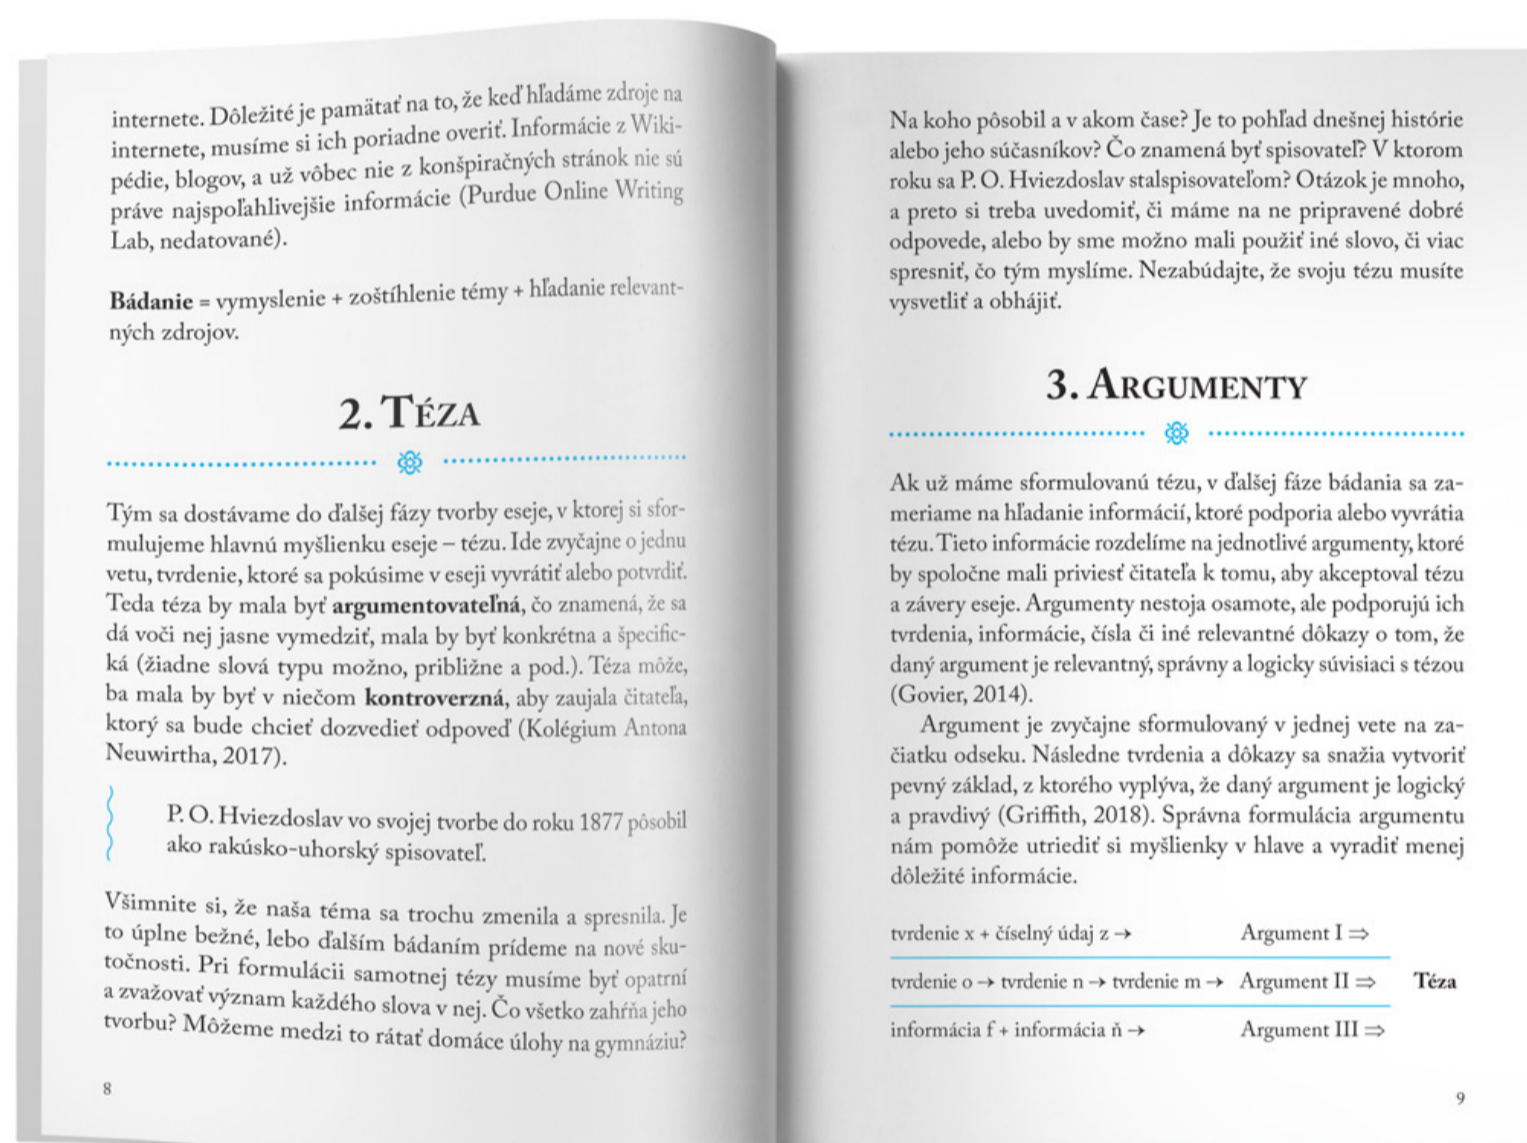 internete. Dôležité je pamätať na to, že keď hľadáme zdroje na
internete, musíme si ich poriadne overiť. Informácie z Wiki-
pédie, blogov, a už vôbec nie z konšpiračných stránok nie sú
práve najspoľahlivejšie informácie (Purdue Online Writing
Lab, nedatované).
Bádanie = vymyslenie + zoštíhlenie témy + hľadanie relevant-
ných zdrojov.
2. TÉZA
Tým sa dostávame do ďalšej fázy tvorby eseje, v ktorej si sfor-
mulujeme hlavnú myšlienku eseje – tézu. Ide zvyčajne o jednu
vetu, tvrdenie, ktoré sa pokúsime v eseji vyvrátiť alebo potvrdiť.
Teda téza by mala byť argumentovateľná, čo znamená, že sa
dá voči nej jasne vymedziť, mala by byť konkrétna a špecific-
ká (žiadne slová typu možno, približne a pod.). Téza môže,
ba mala by byť v niečom kontroverzná, aby zaujala čitateľa,
ktorý sa bude chcieť dozvedieť odpoveď (Kolégium Antona
Neuwirtha, 2017).
P. O. Hviezdoslav vo svojej tvorbe do roku 1877 pôsobil
ako rakúsko-uhorský spisovateľ.
Všimnite si, že naša téma sa trochu zmenila a spresnila. Je
to úplne bežné, lebo ďalším bádaním prídeme na nové sku-
točnosti. Pri formulácii samotnej tézy musíme byť opatrní
a zvažovať význam každého slova v nej. Čo všetko zahŕňa jeho
tvorbu? Môžeme medzi to rátať domáce úlohy na gymnáziu?
8
Na koho pôsobil a v akom čase? Je to pohľad dnešnej histórie
alebo jeho súčasníkov? Čo znamená byť spisovateľ? V ktorom
roku sa P. O. Hviezdoslav stalspisovateľom? Otázok je mnoho,
a preto si treba uvedomiť, či máme na ne pripravené dobré
odpovede, alebo by sme možno mali použiť iné slovo, či viac
spresniť, čo tým myslíme. Nezabúdajte, že svoju tézu musíte
vysvetliť a obhájiť.
3. ARGUMENTY
Ak už máme sformulovanú tézu, v ďalšej fáze bádania sa za-
meriame na hľadanie informácií, ktoré podporia alebo vyvrátia
tézu. Tieto informácie rozdelíme na jednotlivé argumenty, ktoré
by spoločne mali priviesť čitateľa k tomu, aby akceptoval tézu
a závery eseje. Argumenty nestoja osamote, ale podporujú ich
tvrdenia, informácie, čísla či iné relevantné dôkazy o tom, že
daný argument je relevantný, správny a logicky súvisiaci s tézou
(Govier, 2014).
Argument je zvyčajne sformulovaný v jednej vete na za-
čiatku odseku. Následne tvrdenia a dôkazy sa snažia vytvoriť
pevný základ, z ktorého vyplýva, že daný argument je logický
a pravdivý (Griffith, 2018). Správna formulácia argumentu
nám pomôže utriediť si myšlienky v hlave a vyradiť menej
dôležité informácie.
tvrdenie x + číselný údaj z → Argument I ⇒
tvrdenie o → tvrdenie n → tvrdenie m → Argument II ⇒ Téza
informácia f + informácia ň → Argument III ⇒
9